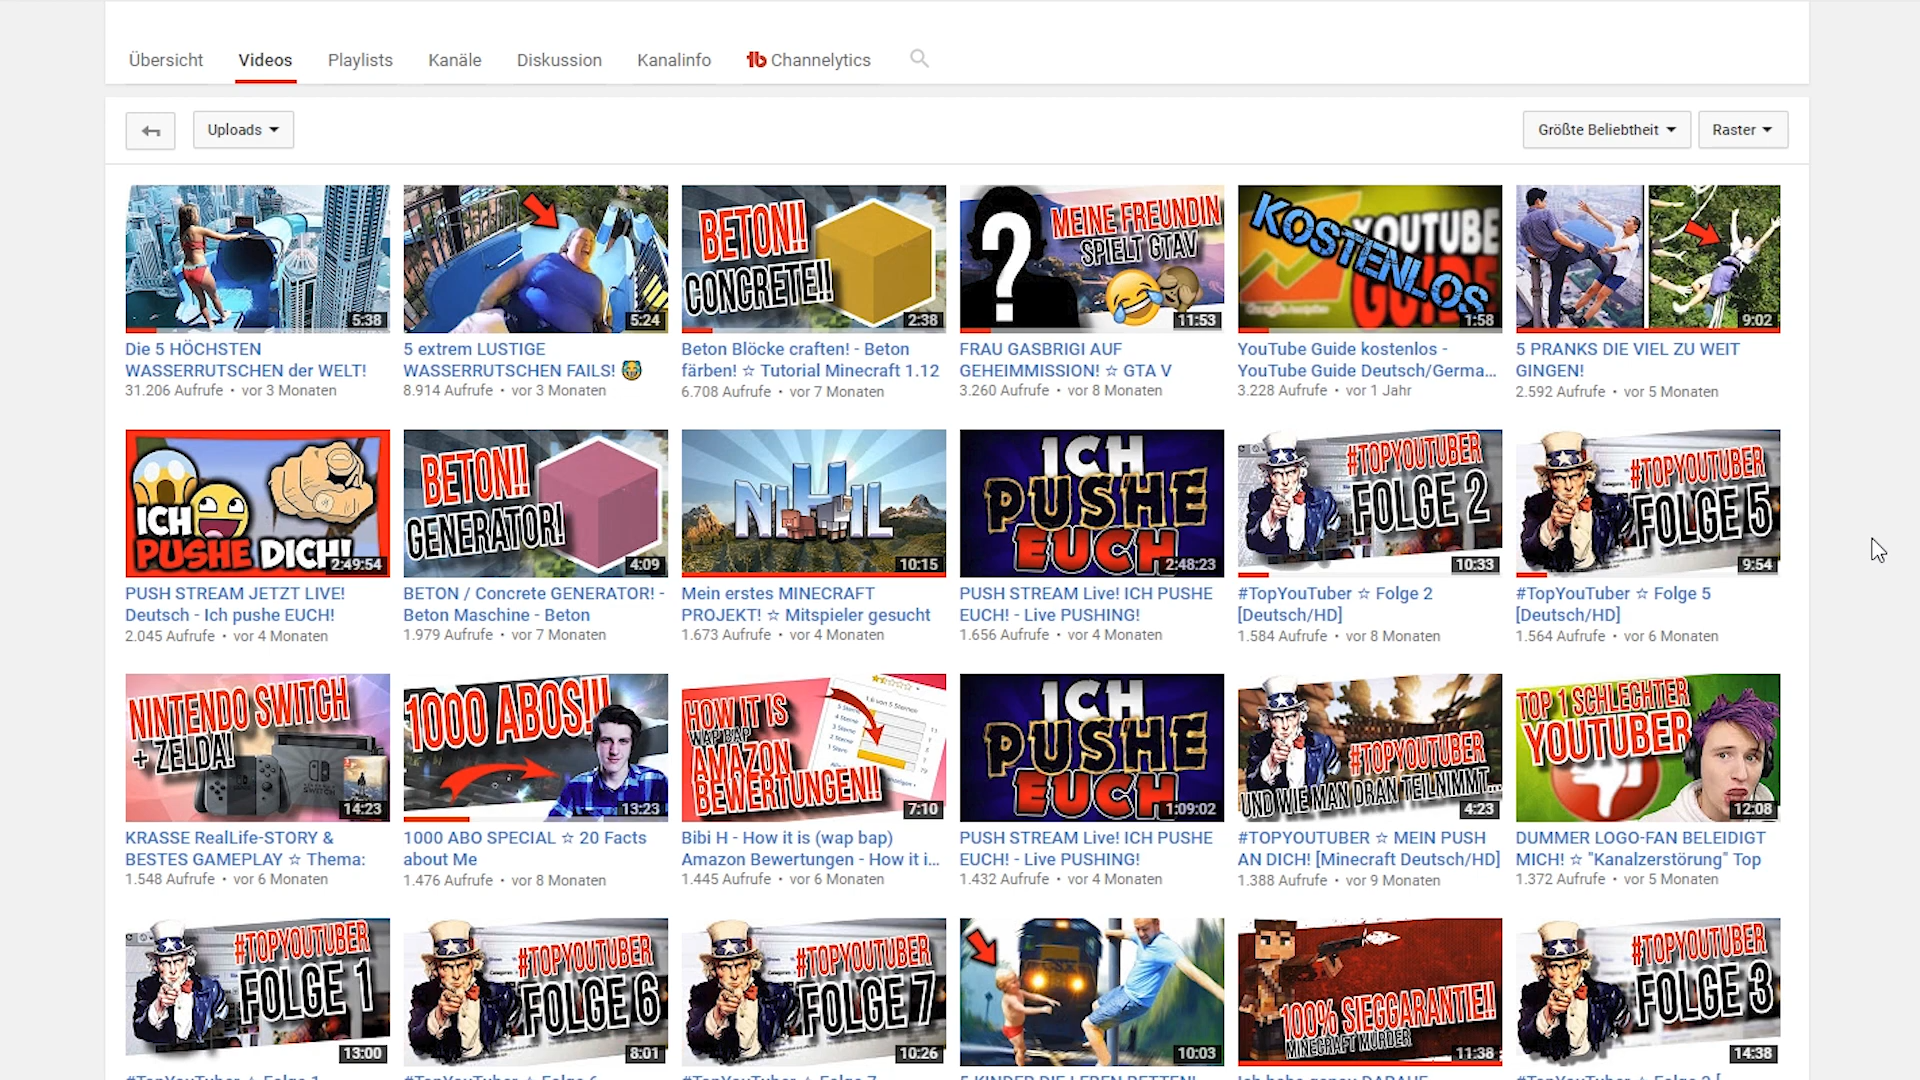 Übersicht
Videos
Playlists
Kanäle
Diskussion
Kanalinfo
Channelytics
Uploads
Größte Beliebtheit
Raster
5:38
5:24
BETON!!
CONCRETE!!
2:38
?
MEINE FREUNDIN
SPIELT GTAV
11:53
YOUTUBE
GUIDE
KOSTENLOS
1:58
9:02
Die 5 HÖCHSTEN
WASSERRUTSCHEN der WELT!
31.206 Aufrufe • vor 3 Monaten
5 extrem LUSTIGE
WASSERRUTSCHEN FAILS!
8.914 Aufrufe • vor 3 Monaten
Beton Blöcke craften! - Beton
färben! ☆ Tutorial Minecraft 1.12
6.708 Aufrufe • vor 7 Monaten
FRAU GASBRIGI AUF
GEHEIMMISSION! ☆ GTA V
3.260 Aufrufe • vor 8 Monaten
YouTube Guide kostenlos -
YouTube Guide Deutsch/Germa...
3.228 Aufrufe • vor 1 Jahr
5 PRANKS DIE VIEL ZU WEIT
GINGEN!
2.592 Aufrufe • vor 5 Monaten
ICH
PUSHE DICH!
2:49:54
BETON!!
GENERATOR!
4:09
NIHIL
10:15
ICH
PUSHE
EUCH
2:48:23
#TOPYOUTUBER
FOLGE 2
10:33
#TOPYOUTUBER
FOLGE 5
9:54
PUSH STREAM JETZT LIVE!
Deutsch - Ich pushe EUCH!
2.045 Aufrufe • vor 4 Monaten
BETON / Concrete GENERATOR! -
Beton Maschine - Beton
1.979 Aufrufe • vor 7 Monaten
Mein erstes MINECRAFT
PROJEKT! ☆ Mitspieler gesucht
1.673 Aufrufe • vor 4 Monaten
PUSH STREAM Live! ICH PUSHE
EUCH! - Live PUSHING!
1.656 Aufrufe • vor 4 Monaten
#TopYouTuber ☆ Folge 2
[Deutsch/HD]
1.584 Aufrufe • vor 8 Monaten
#TopYouTuber ☆ Folge 5
[Deutsch/HD]
1.564 Aufrufe • vor 6 Monaten
NINTENDO SWITCH
+ ZELDA!
14:23
1000 ABOS!!!
13:23
HOW IT IS
WAP BAP
AMAZON
BEWERTUNGEN!!
7:10
ICH
PUSHE
EUCH
1:09:02
#TOPYOUTUBER
UND WIE MAN DRAN TEILNIMMT...
4:23
TOP 1 SCHLECHTER
YOUTUBER
12:08
KRASSE RealLife-STORY &
BESTES GAMEPLAY ☆ Thema:
1.548 Aufrufe • vor 6 Monaten
1000 ABO SPECIAL ☆ 20 Facts
about Me
1.476 Aufrufe • vor 8 Monaten
Bibi H - How it is (wap bap)
Amazon Bewertungen - How it i...
1.445 Aufrufe • vor 6 Monaten
PUSH STREAM Live! ICH PUSHE
EUCH! - Live PUSHING!
1.432 Aufrufe • vor 4 Monaten
#TOPYOUTUBER ☆ MEIN PUSH
AN DICH! [Minecraft Deutsch/HD]
1.388 Aufrufe • vor 9 Monaten
DUMMER LOGO-FAN BELEIDIGT
MICH! ☆ "Kanalzerstörung" Top
1.372 Aufrufe • vor 5 Monaten
#TOPYOUTUBER
FOLGE 1
13:00
#TOPYOUTUBER
FOLGE 6
8:01
#TOPYOUTUBER
FOLGE 7
10:26
10:03
100% SIEGGARANTIE!!
MINECRAFT MURDER
11:38
#TOPYOUTUBER
FOLGE 3
14:38